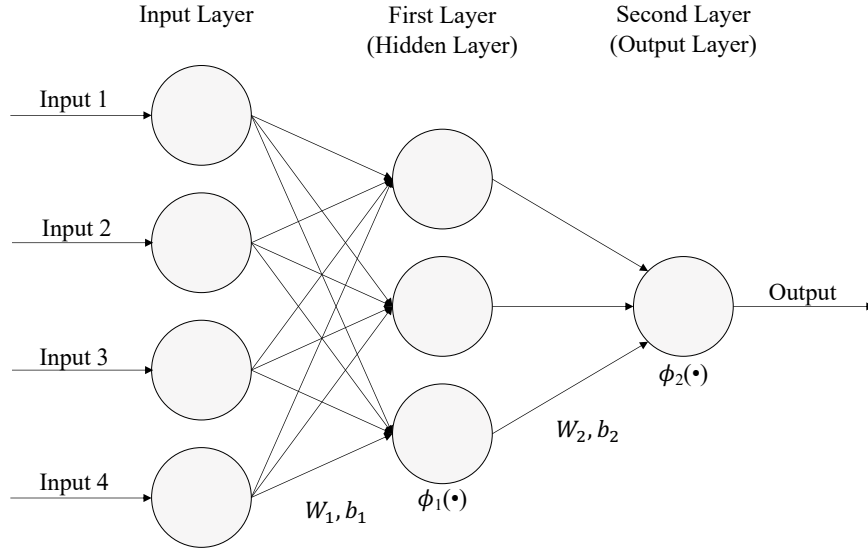 Input Layer
First Layer
(Hidden Layer)
Second Layer
(Output Layer)
Input 1
Input 2
Input 3
Input 4
Output
W₁, b₁
ϕ₁(•)
W₂, b₂
ϕ₂(•)